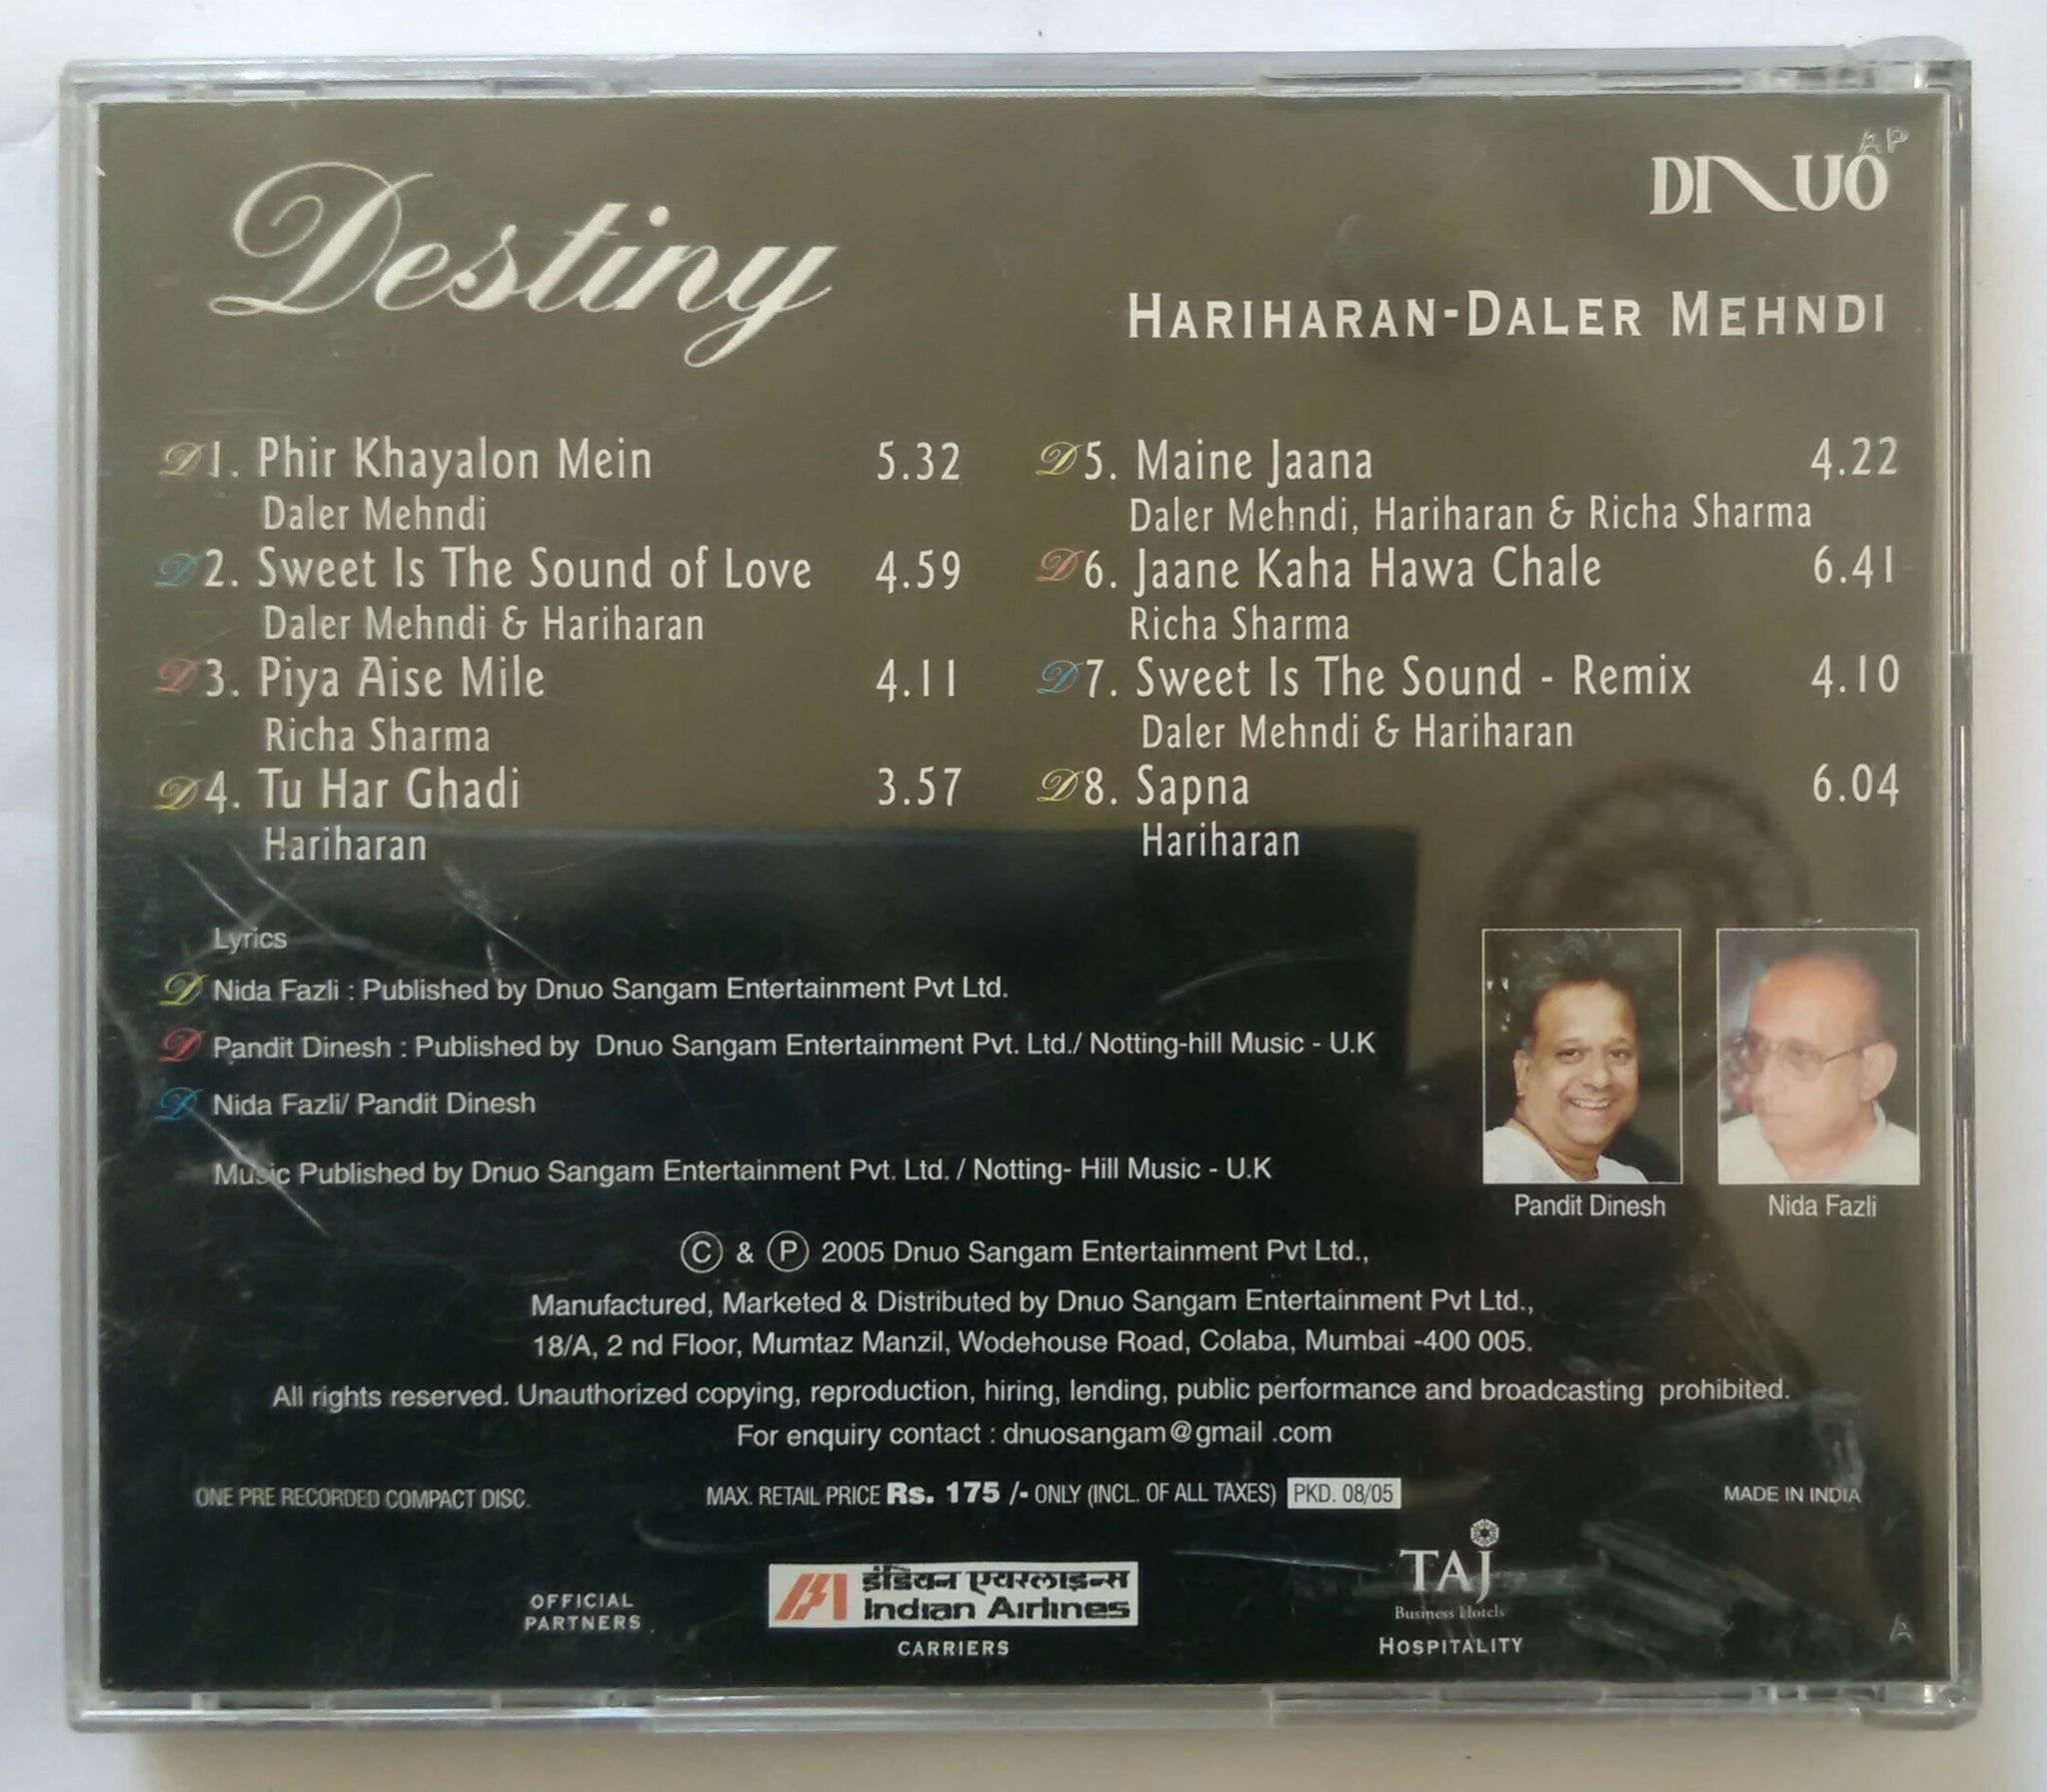 Destiny
DNUO
AP
HARIHARAN-DALER MEHNDI
D1. Phir Khayalon Mein 5.32
Daler Mehndi
D2. Sweet Is The Sound of Love 4.59
Daler Mehndi & Hariharan
D3. Piya Aise Mile 4.11
Richa Sharma
D4. Tu Har Ghadi 3.57
Hariharan
D5. Maine Jaana 4.22
Daler Mehndi, Hariharan & Richa Sharma
D6. Jaane Kaha Hawa Chale 6.41
Richa Sharma
D7. Sweet Is The Sound - Remix 4.10
Daler Mehndi & Hariharan
D8. Sapna 6.04
Hariharan
Lyrics
D Nida Fazli : Published by Dnuo Sangam Entertainment Pvt Ltd.
D Pandit Dinesh : Published by Dnuo Sangam Entertainment Pvt. Ltd./ Notting-hill Music - U.K
D Nida Fazli/ Pandit Dinesh
Music Published by Dnuo Sangam Entertainment Pvt. Ltd. / Notting- Hill Music - U.K
Pandit Dinesh
Nida Fazli
Ⓒ & Ⓟ 2005 Dnuo Sangam Entertainment Pvt Ltd.,
Manufactured, Marketed & Distributed by Dnuo Sangam Entertainment Pvt Ltd.,
18/A, 2 nd Floor, Mumtaz Manzil, Wodehouse Road, Colaba, Mumbai -400 005.
All rights reserved. Unauthorized copying, reproduction, hiring, lending, public performance and broadcasting prohibited.
For enquiry contact : dnuosangam@gmail .com
ONE PRE RECORDED COMPACT DISC.
MAX. RETAIL PRICE Rs. 175 /- ONLY (INCL. OF ALL TAXES) PKD. 08/05
MADE IN INDIA
OFFICIAL
PARTNERS
इंडियन एयरलाइन्स
Indian Airlines
CARRIERS
TAJ
Business Hotels
HOSPITALITY
A